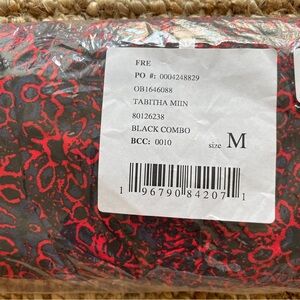 FRE
PO #: 0004248829
OB1646088
TABITHA MIIN
80126238
BLACK COMBO
BCC: 0010 size M
1 96790 84207 1